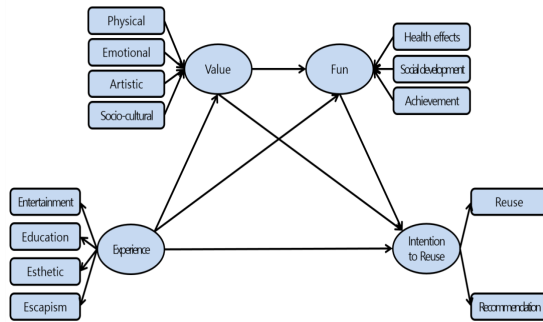 Physical
Emotional
Artistic
Socio-cultural
Value
Fun
Health effects
Social development
Achievement
Entertainment
Education
Esthetic
Escapism
Experience
Intention
to Reuse
Reuse
Recommendation